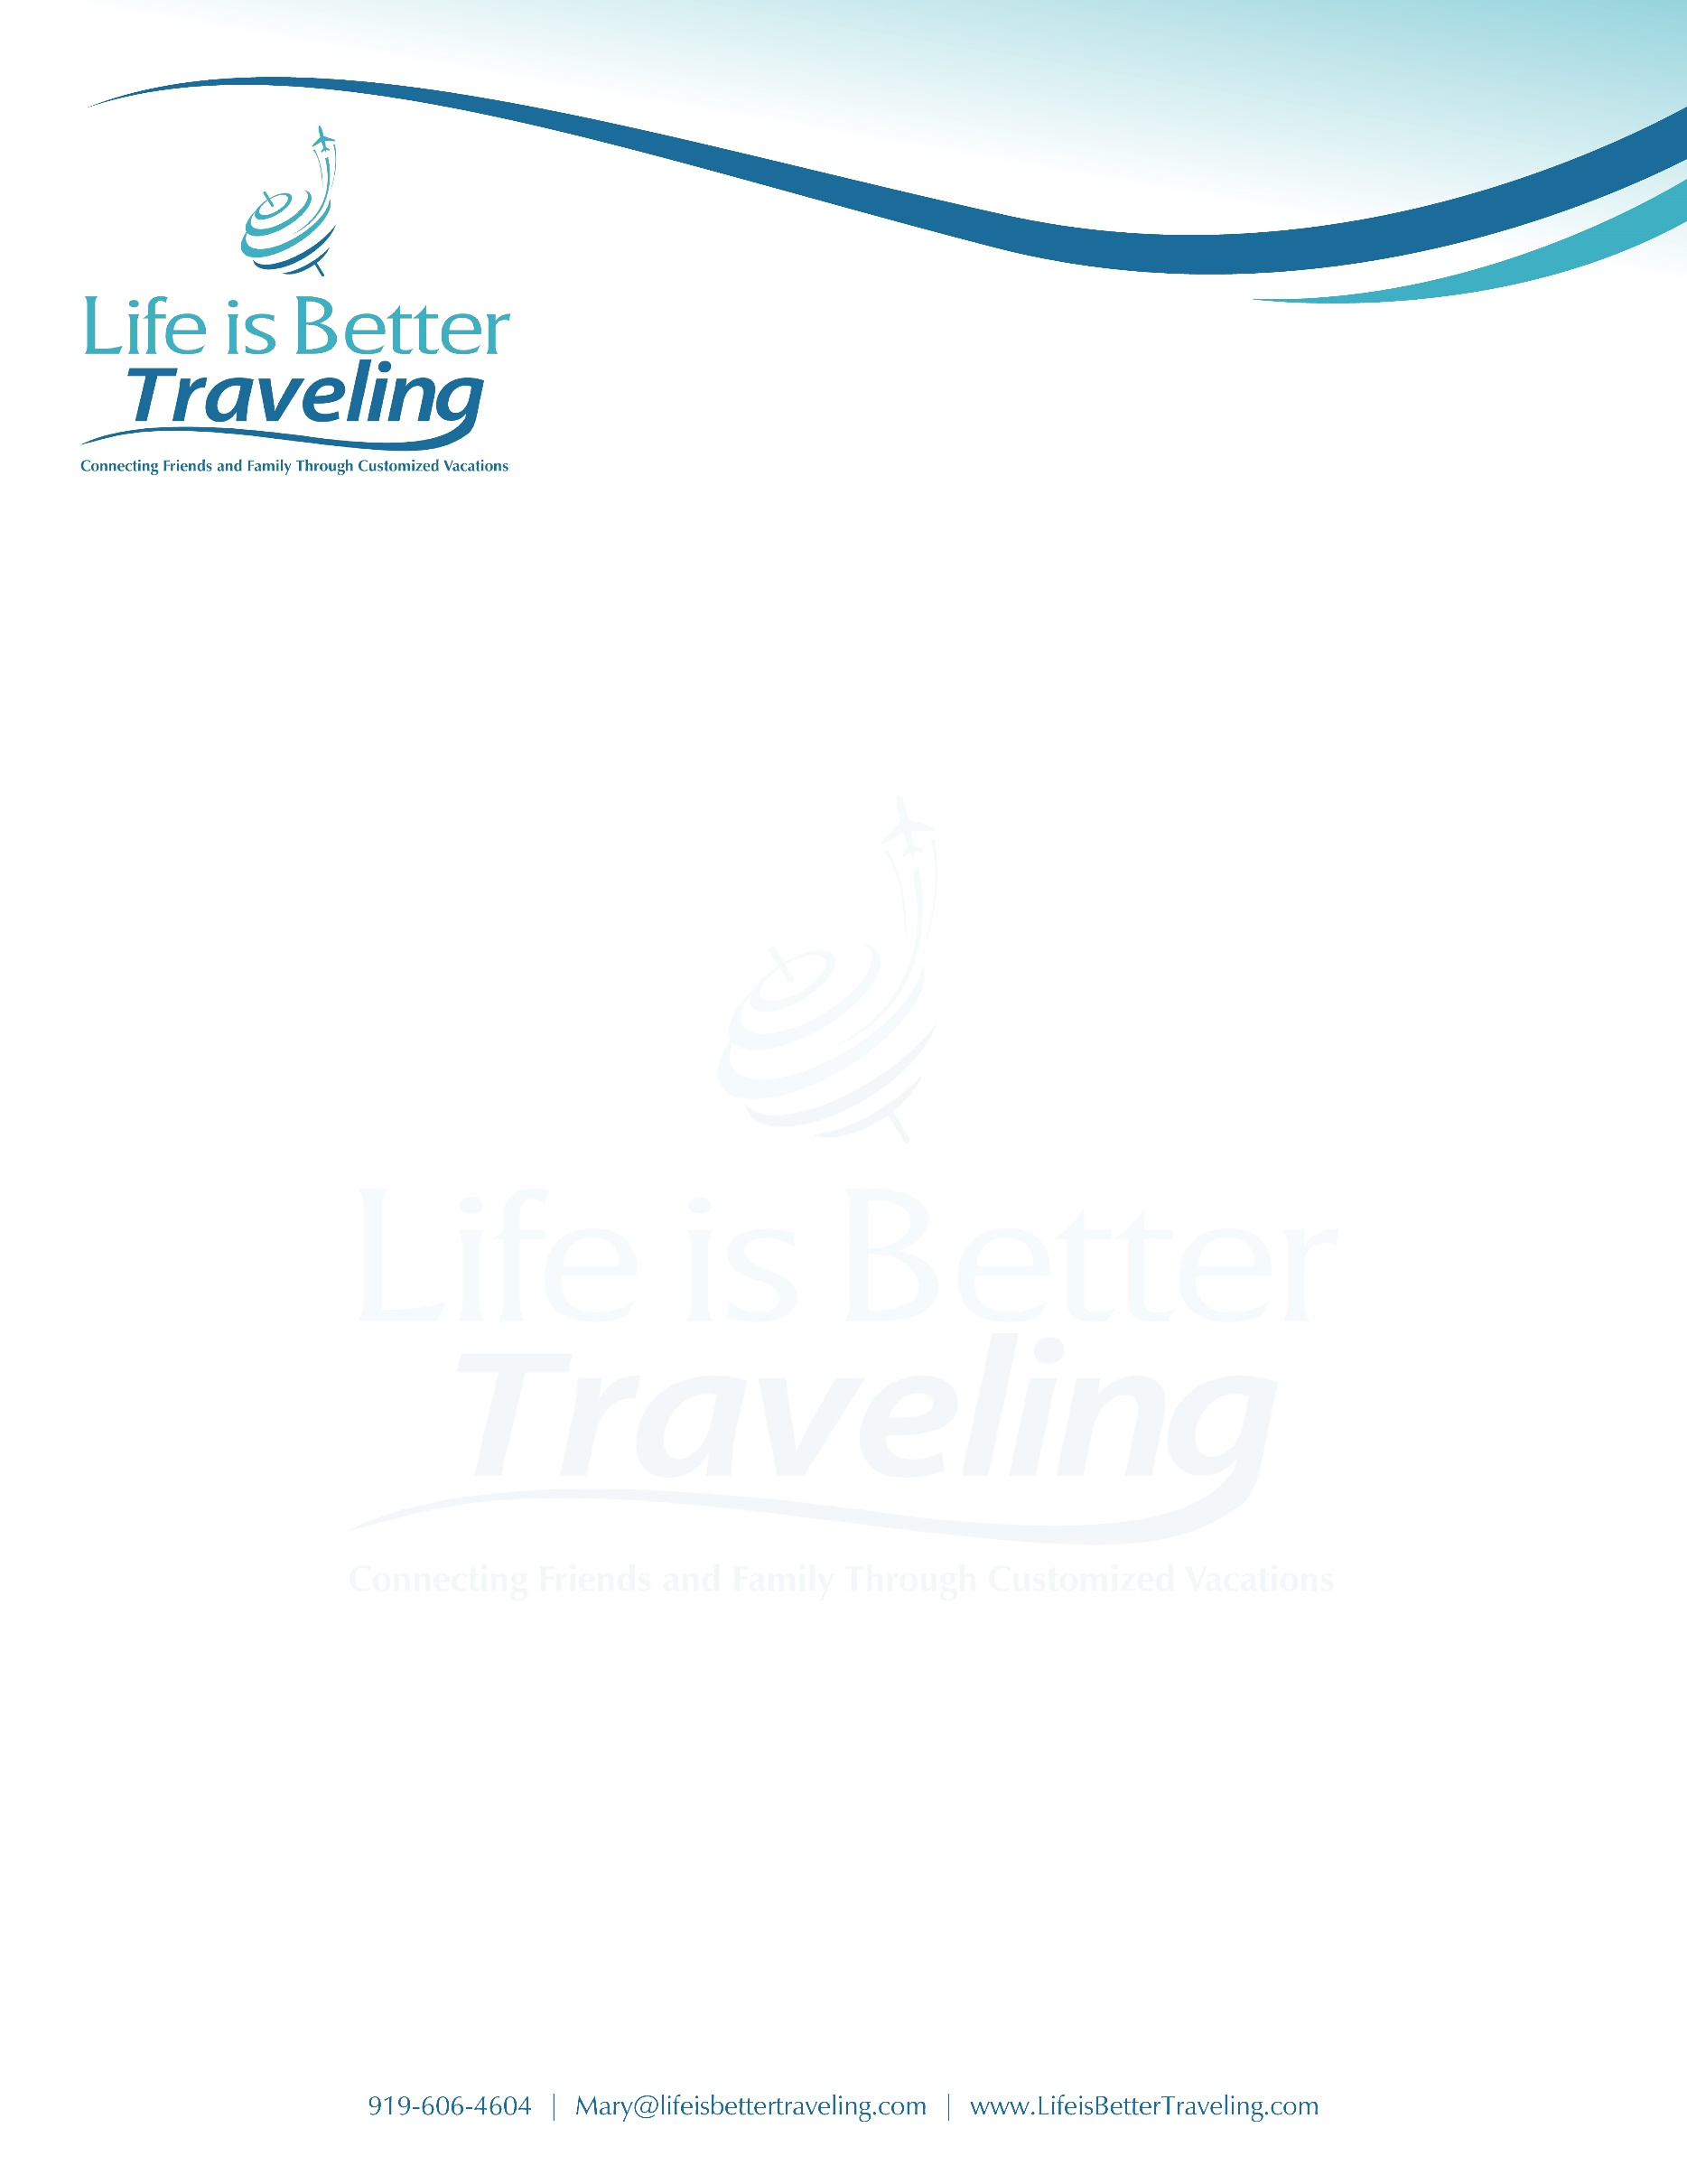 Life is Better
Traveling
Connecting Friends and Family Through Customized Vacations
Life is Better
Traveling
Connecting Friends and Family Through Customized Vacations
919-606-4604 | Mary@lifeisbettertraveling.com | www.LifeisBetterTraveling.com